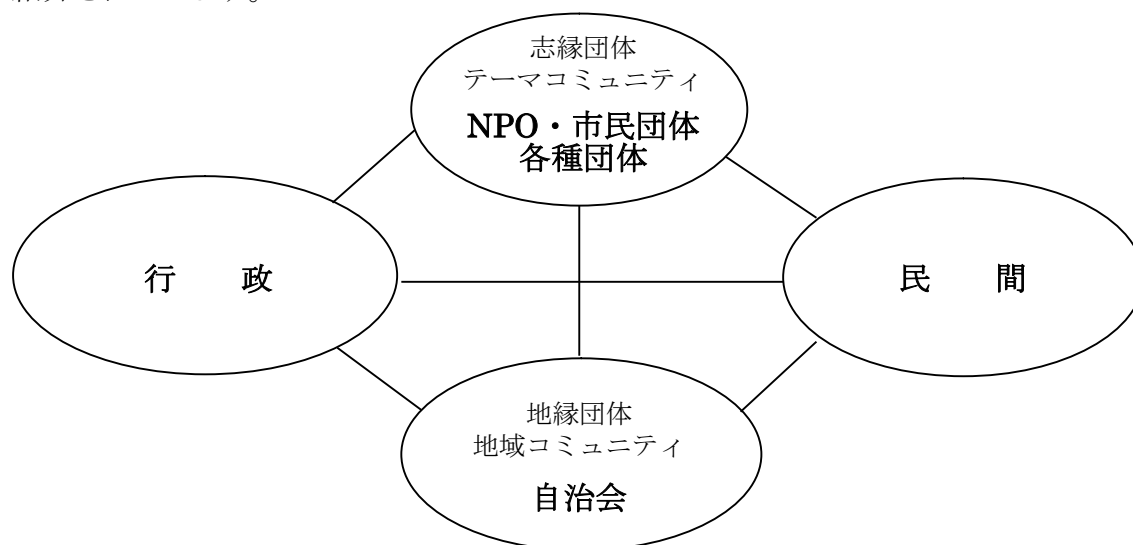 志縁団体
テーマコミュニティ
NPO・市民団体
各種団体
行　政
民　間
地縁団体
地域コミュニティ
自治会